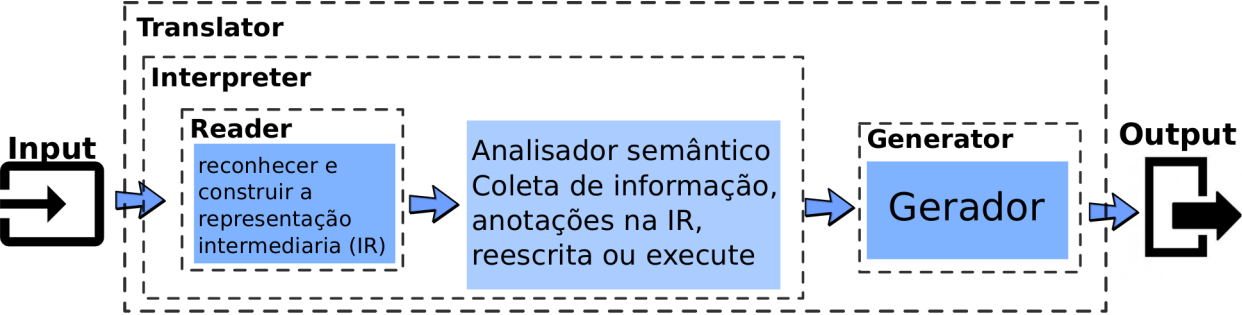 Translator
Interpreter
Reader
Input
reconhecer e
construir a
representação
intermediaria (IR)
Analisador semântico
Coleta de informação,
anotações na IR,
reescrita ou execute
Generator
Gerador
Output